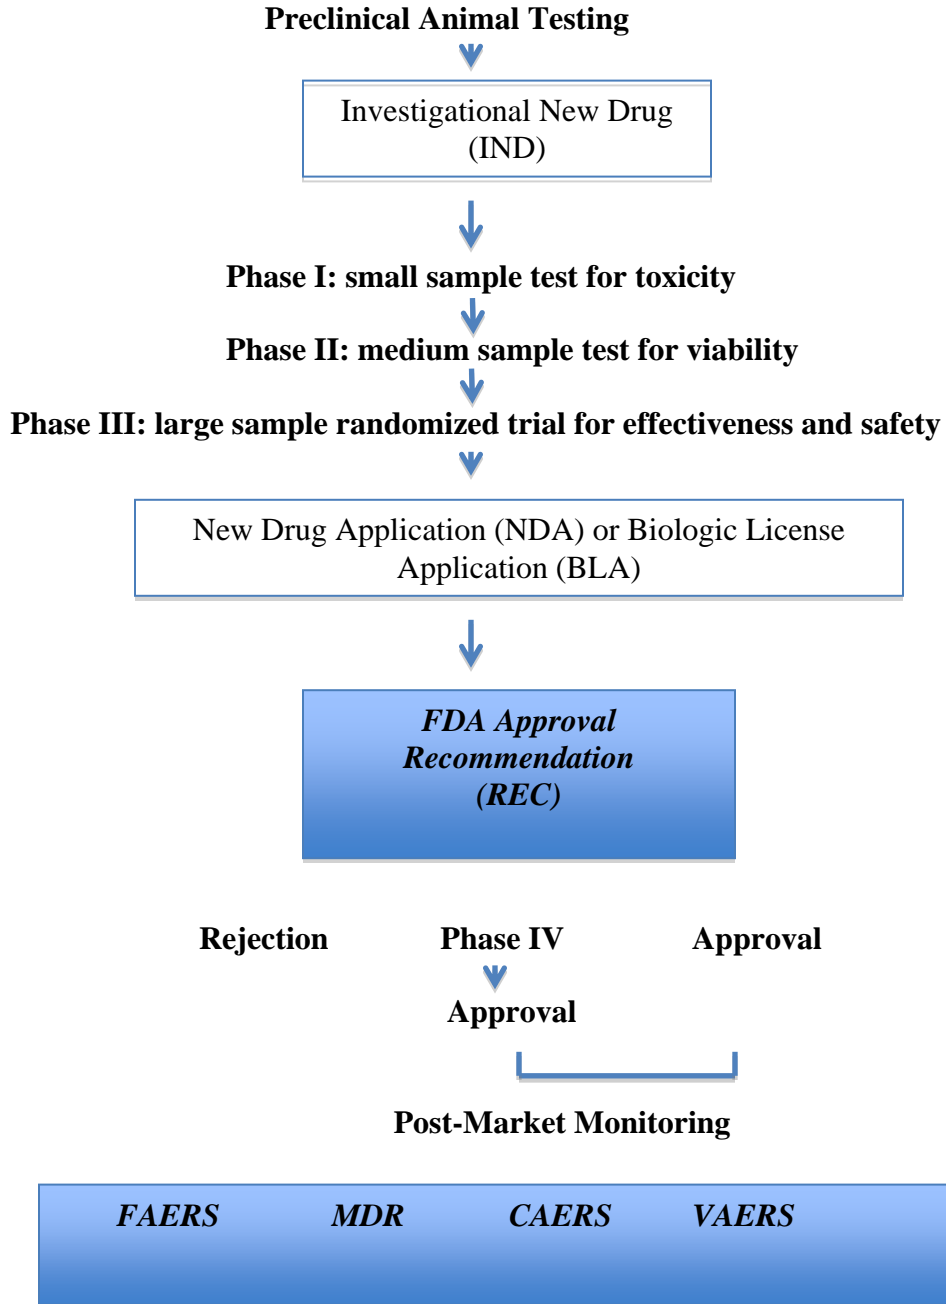 Preclinical Animal Testing
Investigational New Drug
(IND)
Phase I: small sample test for toxicity
Phase II: medium sample test for viability
Phase III: large sample randomized trial for effectiveness and safety
New Drug Application (NDA) or Biologic License
Application (BLA)
FDA Approval
Recommendation
(REC)
Rejection Phase IV Approval
Approval
Post-Market Monitoring
FAERS MDR CAERS VAERS